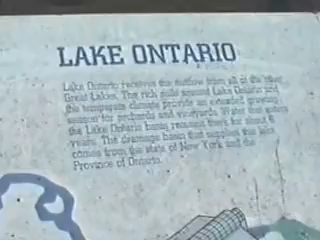 LAKE ONTARIO
Lake Ontario receives the outflow from all of the other
Great Lakes. The rich soils around Lake Ontario and
the temperate climate provide an extended growing
season for orchards and vineyards. Water that enters
the Lake Ontario basin remains there for about 8
years. The drainage basin that supplies this lake
comes from the state of New York and the
Province of Ontario.